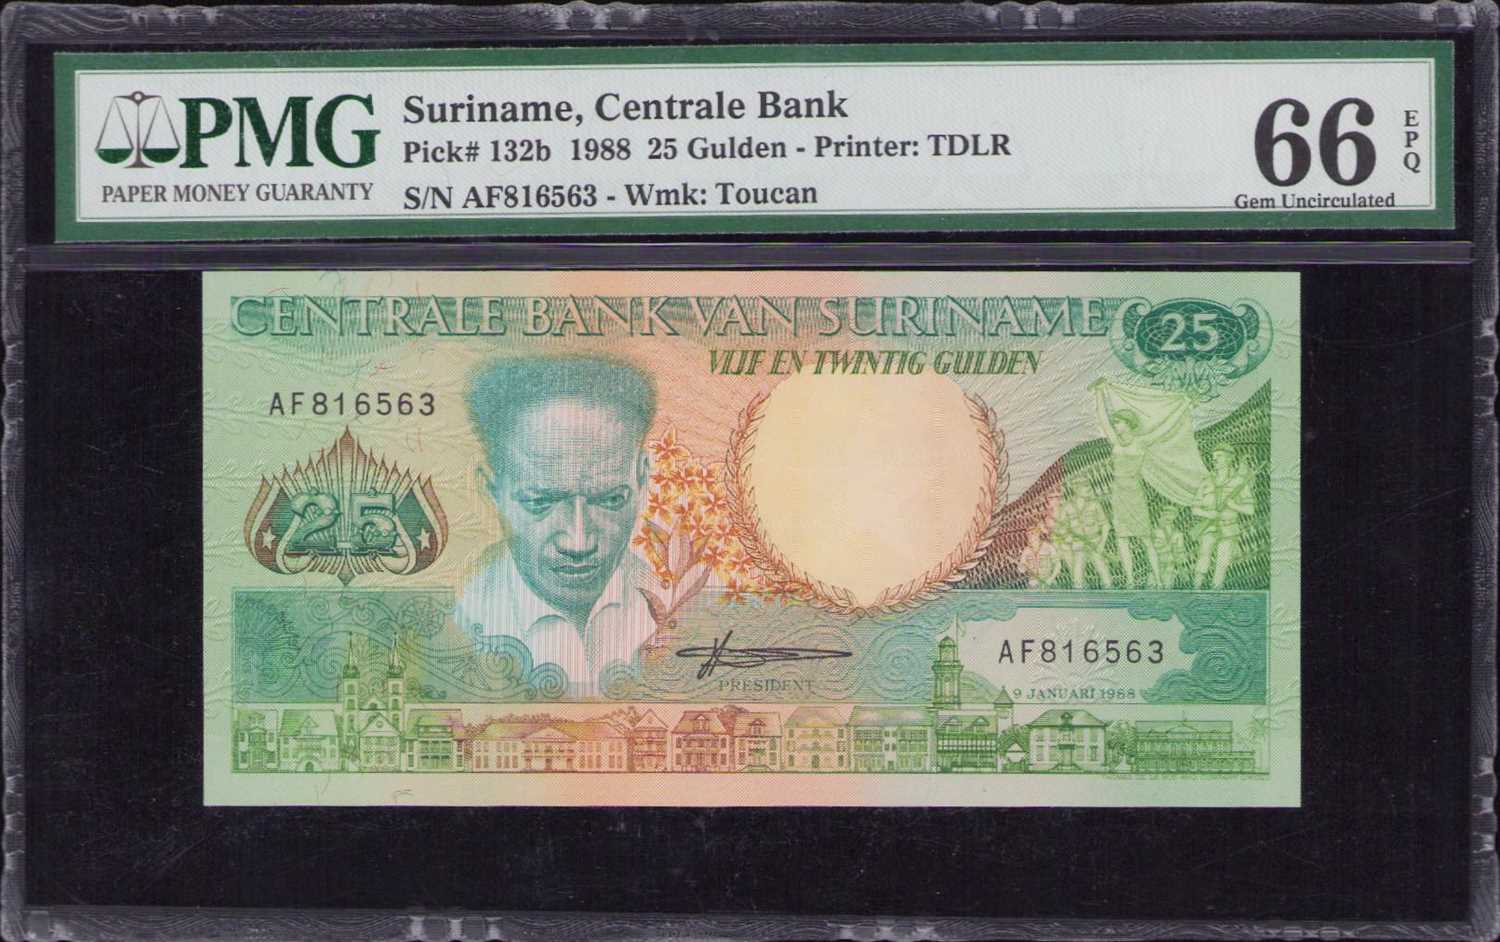 PMG
PAPER MONEY GUARANTY
Suriname, Centrale Bank
Pick# 132b 1988 25 Gulden - Printer: TDLR
S/N AF816563 - Wmk: Toucan
66
EPQ
Gem Uncirculated
CENTRALE BANK VAN SURINAME
25
VIJF EN TWINTIG GULDEN
AF816563
25
AF816563
PRESIDENT
9 JANUARI 1988